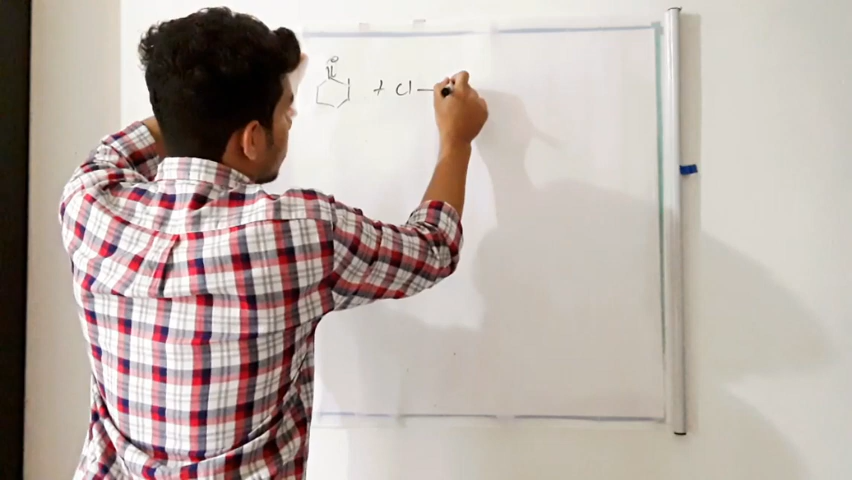 O
+ Cl —